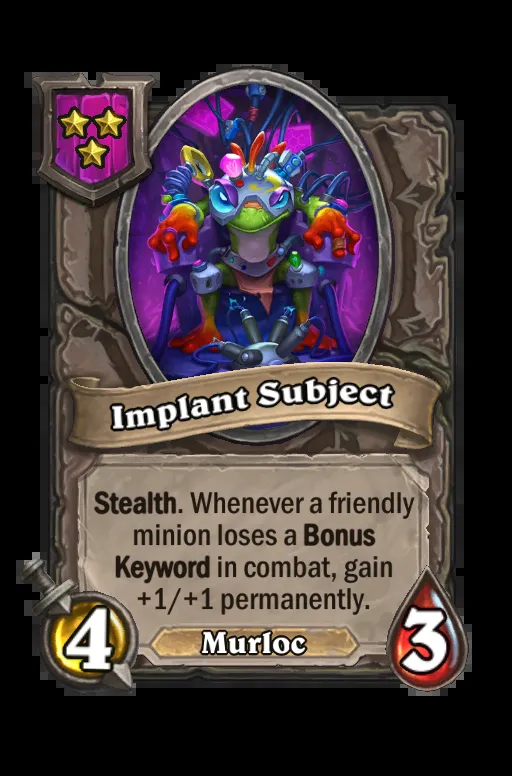 Implant Subject
Stealth. Whenever a friendly
minion loses a Bonus
Keyword in combat, gain
+1/+1 permanently.
4
Murloc
3